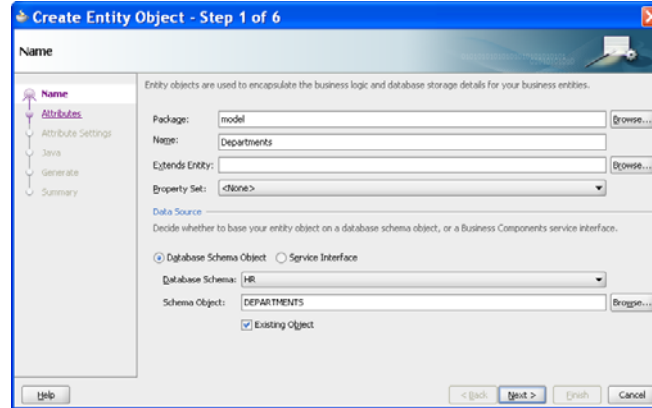 Create Entity Object - Step 1 of 6
Name
Entity objects are used to encapsulate the business logic and database storage details for your business entities.
Name
Attributes
Attribute Settings
Java
Generate
Summary
Package: model Browse...
Name: Departments
Extends Entity: Browse...
Property Set: <None>
Data Source
Decide whether to base your entity object on a database schema object, or a Business Components service interface.
Database Schema Object Service Interface
Database Schema: HR
Schema Object: DEPARTMENTS Browse...
Existing Object
Help < Back Next > Finish Cancel